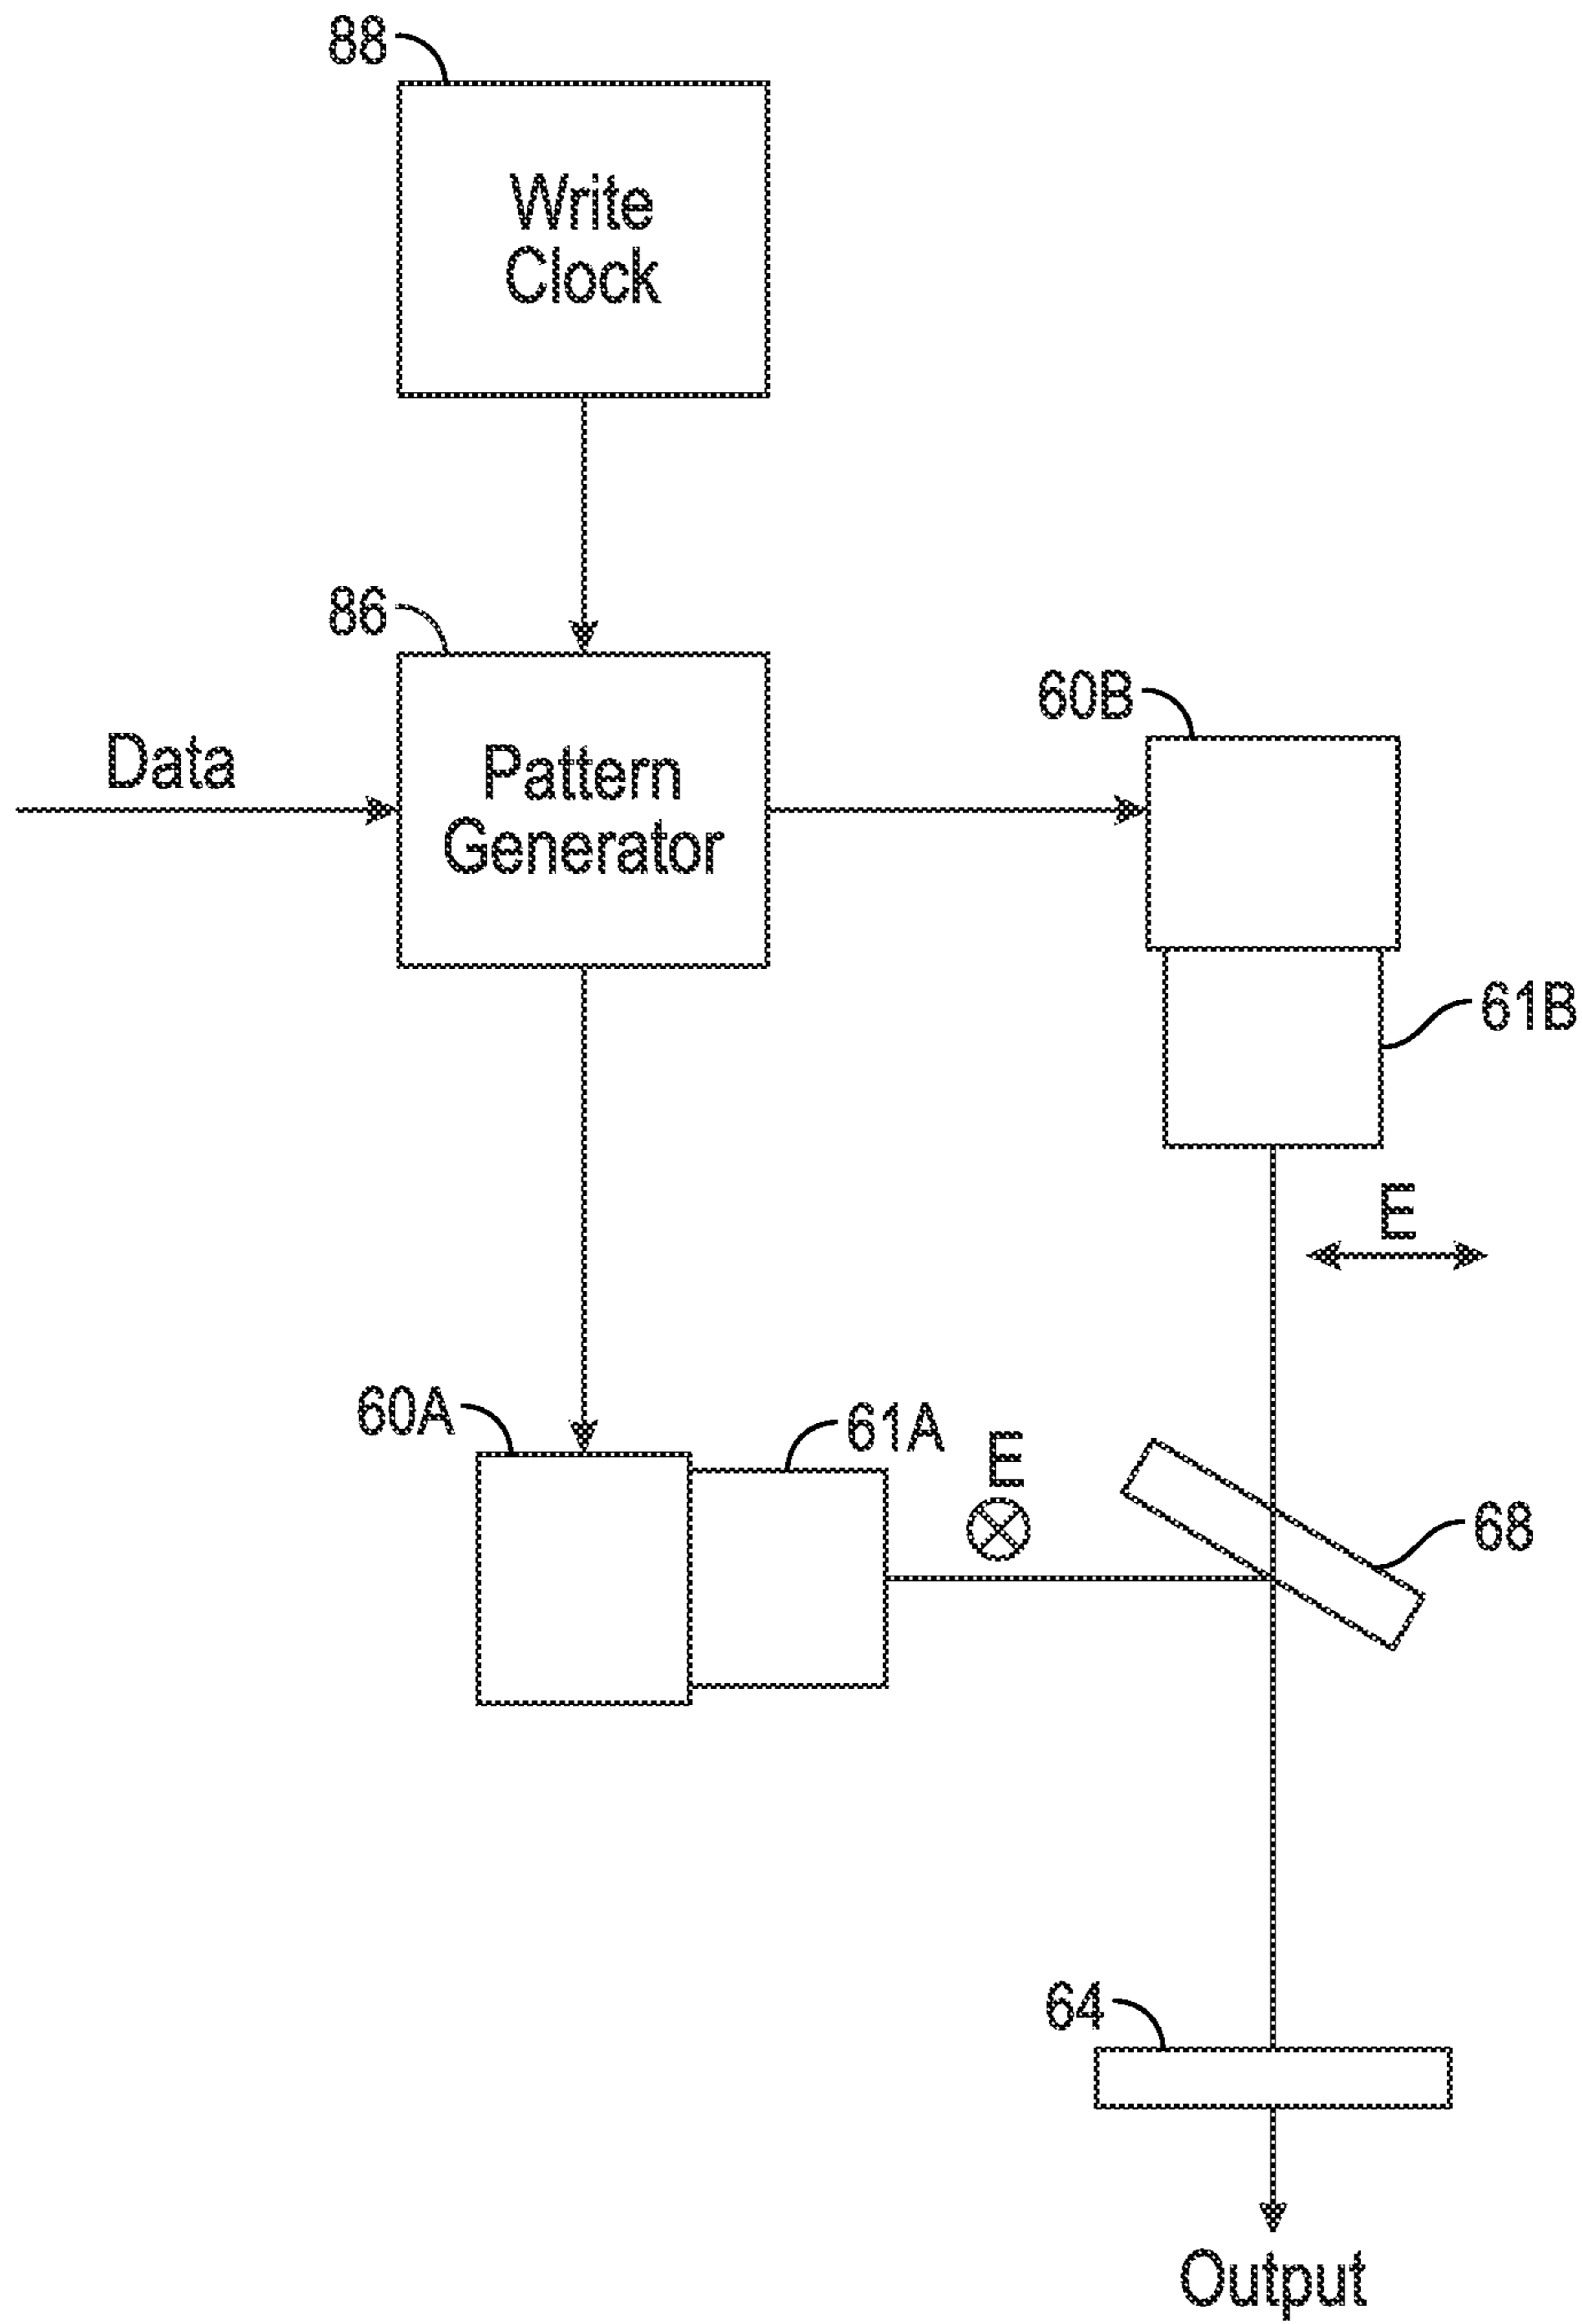 88
Write
Clock
86
Data
Pattern
Generator
60B
61B
E
60A
61A
E
68
64
Output